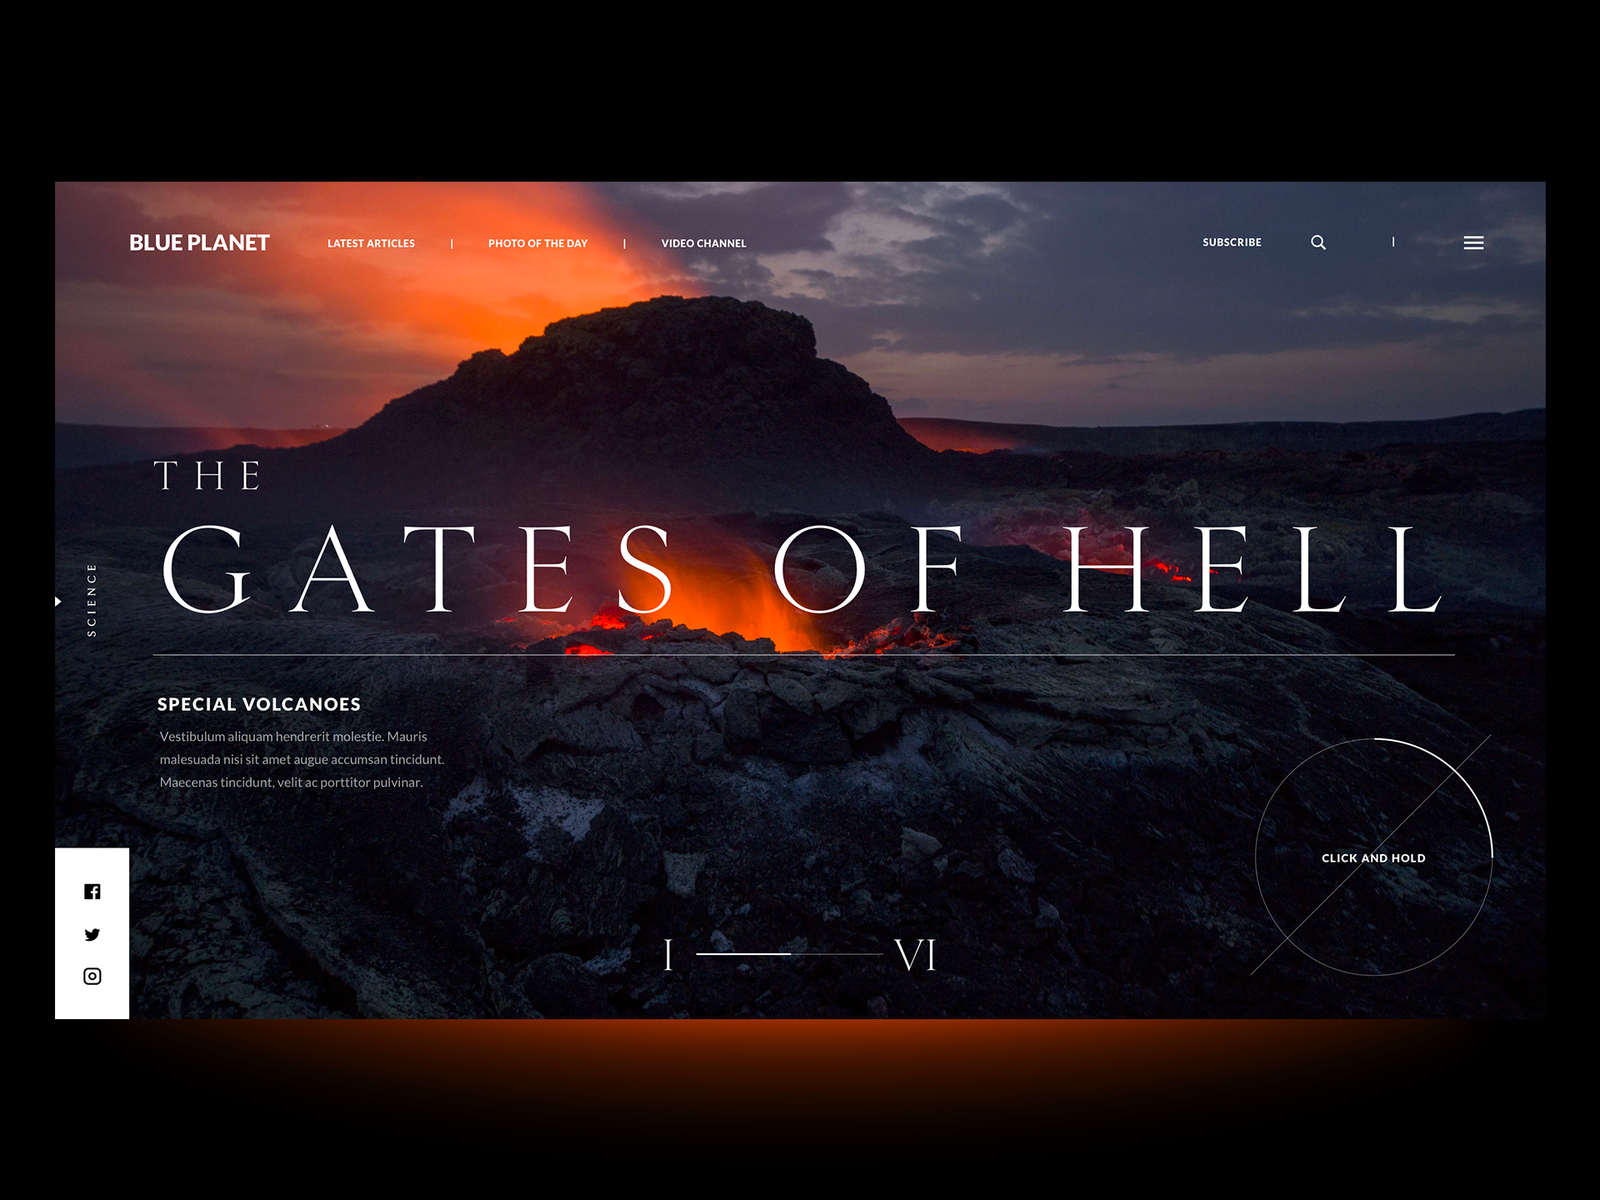 BLUE PLANET
LATEST ARTICLES | PHOTO OF THE DAY | VIDEO CHANNEL
SUBSCRIBE |
THE
GATES OF HELL
SCIENCE
SPECIAL VOLCANOES
Vestibulum aliquam hendrerit molestie. Mauris
malesuada nisi sit amet augue accumsan tincidunt.
Maecenas tincidunt, velit ac porttitor pulvinar.
CLICK AND HOLD
I VI